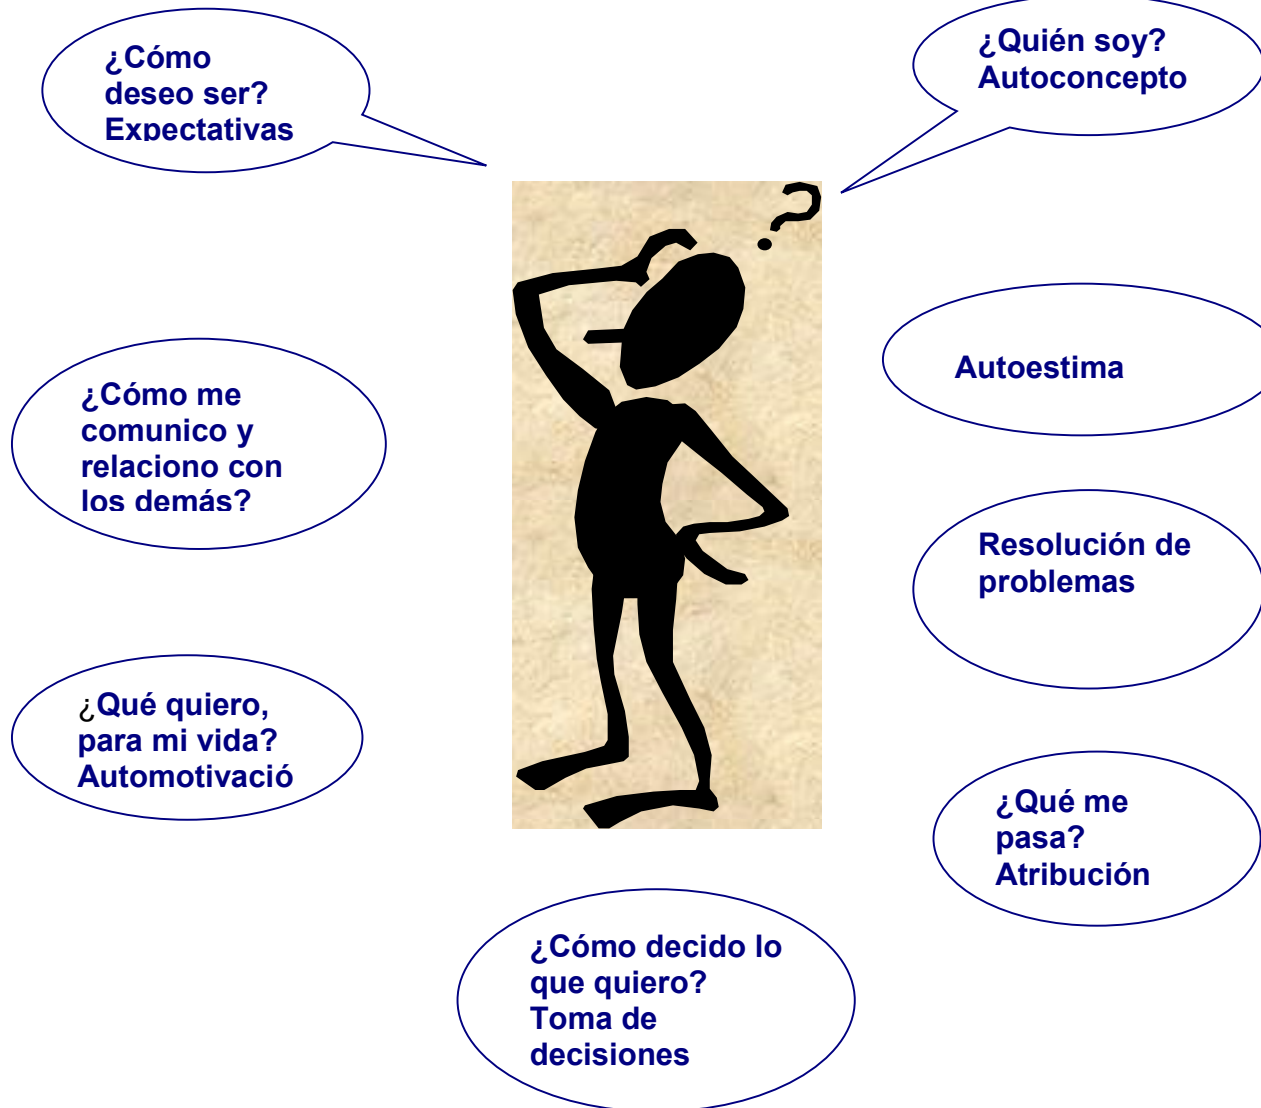 ¿Cómo
deseo ser?
Expectativas
¿Quién soy?
Autoconcepto
Autoestima
¿Cómo me
comunico y
relaciono con
los demás?
Resolución de
problemas
¿Qué quiero,
para mi vida?
Automotivació
¿Qué me
pasa?
Atribución
¿Cómo decido lo
que quiero?
Toma de
decisiones
?